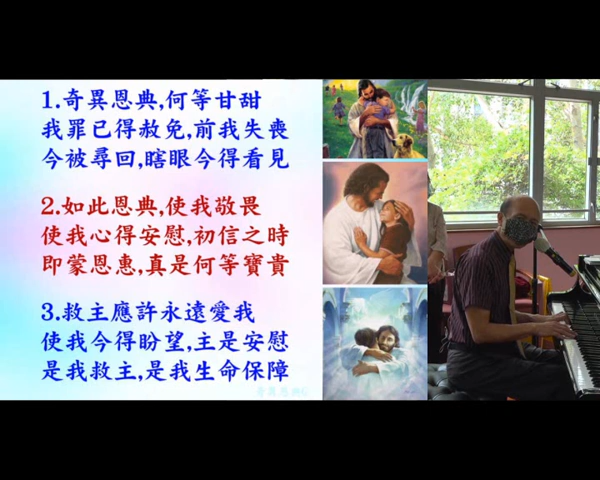 1.奇異恩典,何等甘甜
我罪已得赦免,前我失喪
今被尋回,瞎眼今得看見
2.如此恩典,使我敬畏
使我心得安慰,初信之時
即蒙恩惠,真是何等寶貴
3.救主應許永遠愛我
使我今得盼望,主是安慰
是我救主,是我生命保障